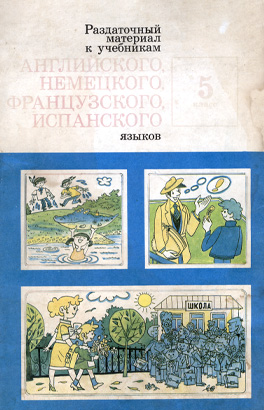 Раздаточный
материал
к учебникам
АНГЛИЙСКОГО,
НЕМЕЦКОГО,
ФРАНЦУЗСКОГО,
ИСПАНСКОГО
ЯЗЫКОВ
5
КЛАСС
ШКОЛА